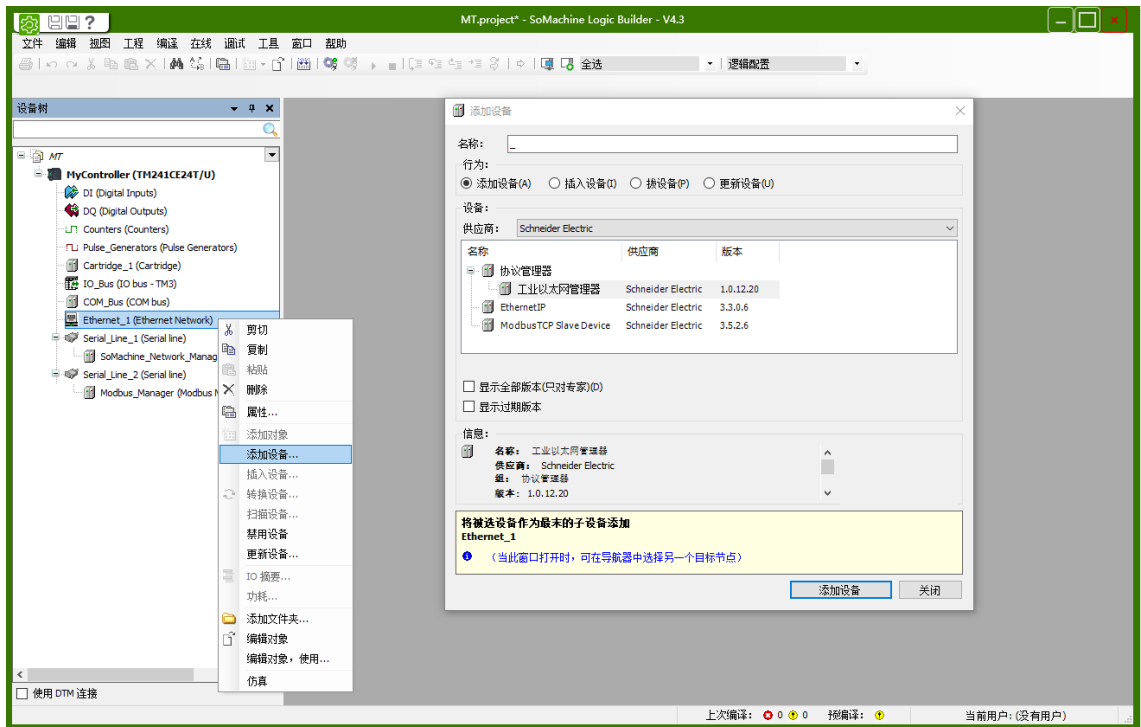 MT.project* - SoMachine Logic Builder - V4.3
文件 编辑 视图 工程 编译 在线 调试 工具 窗口 帮助
全选 逻辑配置
设备树
MT
MyController (TM241CE24T/U)
DI (Digital Inputs)
DQ (Digital Outputs)
Counters (Counters)
Pulse_Generators (Pulse Generators)
Cartridge_1 (Cartridge)
IO_Bus (IO bus - TM3)
COM_Bus (COM bus)
Ethernet_1 (Ethernet Network)
Serial_Line_1 (Serial line)
SoMachine_Network_Manag
Serial_Line_2 (Serial line)
Modbus_Manager (Modbus M
使用 DTM 连接
剪切
复制
粘贴
删除
属性...
添加对象
添加设备...
插入设备...
转换设备...
扫描设备...
禁用设备
更新设备...
IO 摘要...
功耗...
添加文件夹...
编辑对象
编辑对象，使用...
仿真
添加设备
名称: _
行为:
添加设备(A) 插入设备(I) 拔设备(P) 更新设备(U)
设备:
供应商: Schneider Electric
名称 供应商 版本
协议管理器
工业以太网管理器 Schneider Electric 1.0.12.20
EthernetIP Schneider Electric 3.3.0.6
ModbusTCP Slave Device Schneider Electric 3.5.2.6
显示全部版本(只对专家)(D)
显示过期版本
信息:
名称: 工业以太网管理器
供应商: Schneider Electric
组: 协议管理器
版本: 1.0.12.20
将被选设备作为最末的子设备添加
Ethernet_1
（当此窗口打开时，可在导航器中选择另一个目标节点）
添加设备 关闭
上次编译: 0 0 预编译: 当前用户: (没有用户)